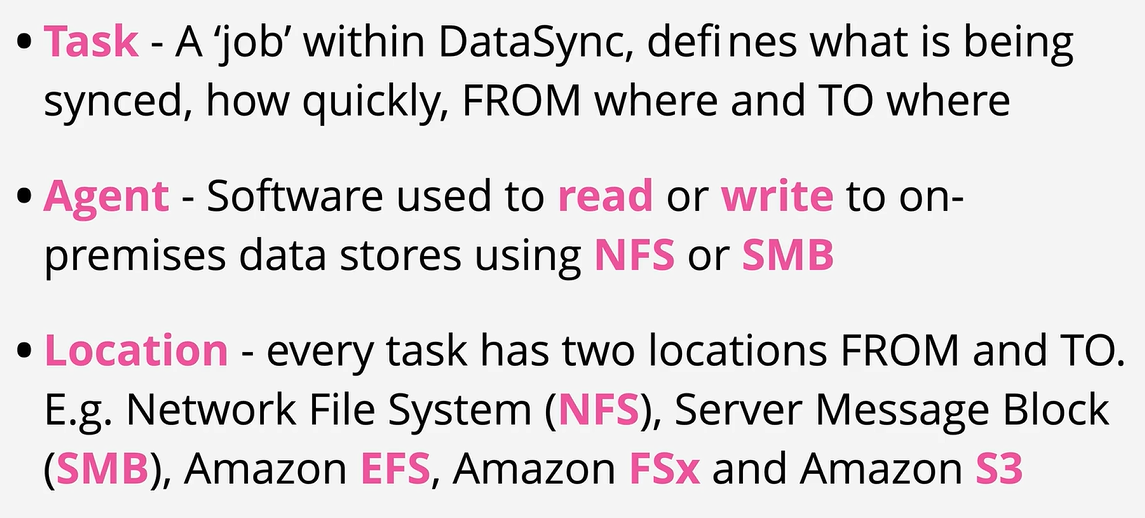 • Task - A ‘job’ within DataSync, defines what is being
synced, how quickly, FROM where and TO where
• Agent - Software used to read or write to on-
premises data stores using NFS or SMB
• Location - every task has two locations FROM and TO.
E.g. Network File System (NFS), Server Message Block
(SMB), Amazon EFS, Amazon FSx and Amazon S3